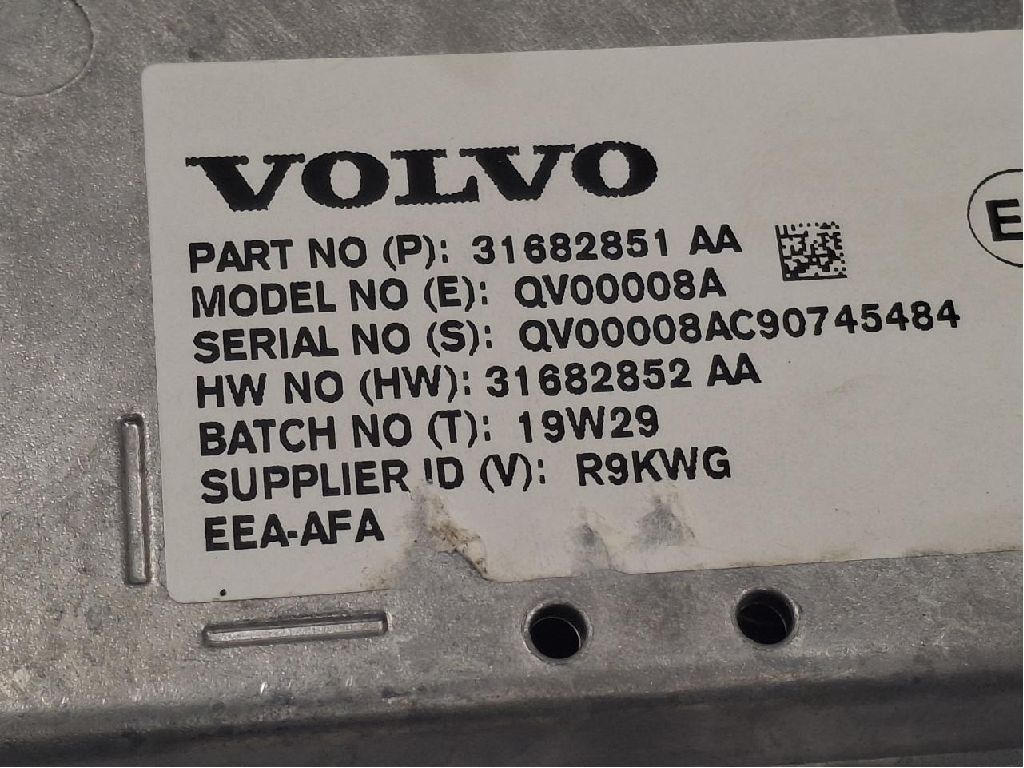 VOLVO
PART NO (P): 31682851 AA
MODEL NO (E): QV00008A
SERIAL NO (S): QV00008AC90745484
HW NO (HW): 31682852 AA
BATCH NO (T): 19W29
SUPPLIER ID (V): R9KWG
EEA-AFA
E